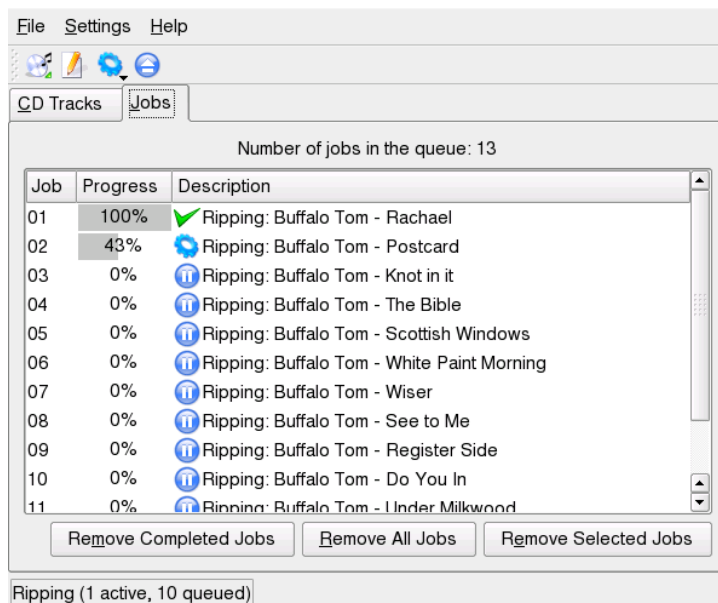 File Settings Help
CD Tracks Jobs
Number of jobs in the queue: 13
Job Progress Description
01 100% Ripping: Buffalo Tom - Rachael
02 43% Ripping: Buffalo Tom - Postcard
03 0% Ripping: Buffalo Tom - Knot in it
04 0% Ripping: Buffalo Tom - The Bible
05 0% Ripping: Buffalo Tom - Scottish Windows
06 0% Ripping: Buffalo Tom - White Paint Morning
07 0% Ripping: Buffalo Tom - Wiser
08 0% Ripping: Buffalo Tom - See to Me
09 0% Ripping: Buffalo Tom - Register Side
10 0% Ripping: Buffalo Tom - Do You In
11 0% Ripping: Buffalo Tom - Under Milkwood
Remove Completed Jobs Remove All Jobs Remove Selected Jobs
Ripping (1 active, 10 queued)